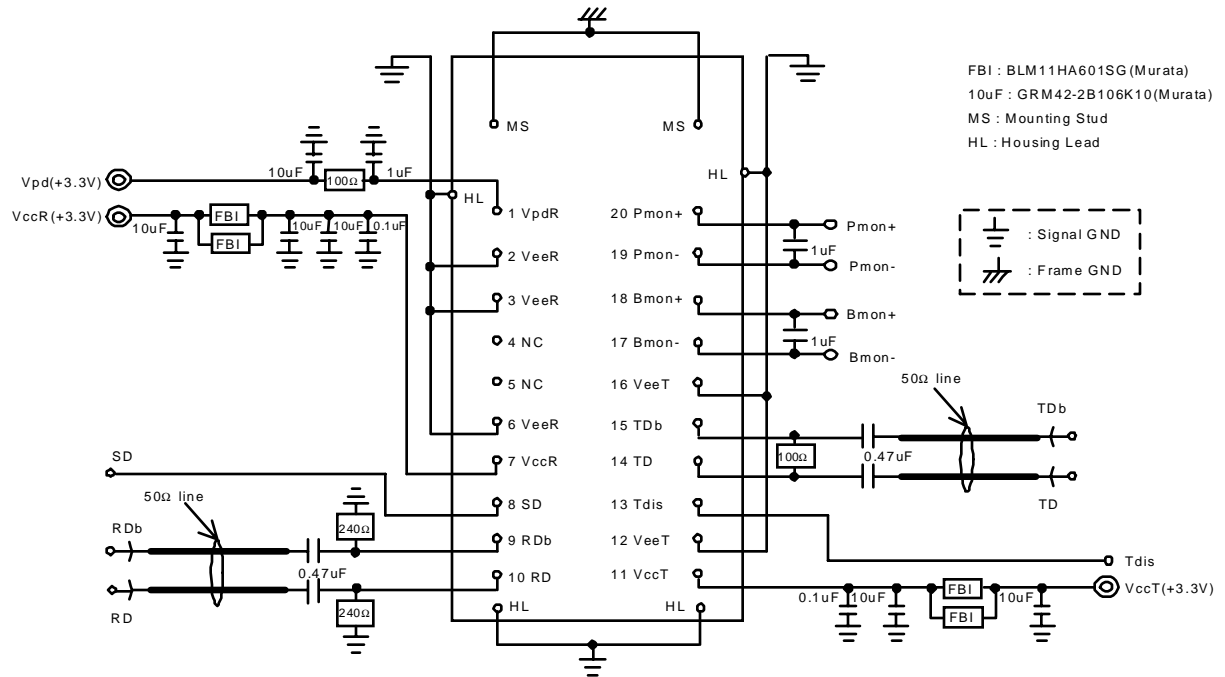 FBI : BLM11HA601SG(Murata)
10uF : GRM42-2B106K10(Murata)
MS : Mounting Stud
HL : Housing Lead
: Signal GND
: Frame GND
MS
MS
HL
HL
Vpd(+3.3V)
10uF
100Ω
1uF
VccR(+3.3V)
10uF
FBI
FBI
10uF
10uF
0.1uF
1 VpdR
2 VeeR
3 VeeR
4 NC
5 NC
6 VeeR
7 VccR
8 SD
9 RDb
10 RD
HL
20 Pmon+
19 Pmon-
18 Bmon+
17 Bmon-
16 VeeT
15 TDb
14 TD
13 Tdis
12 VeeT
11 VccT
HL
Pmon+
1uF
Pmon-
Bmon+
1uF
Bmon-
50Ω line
TDb
100Ω
0.47uF
TD
Tdis
VccT(+3.3V)
0.1uF
10uF
FBI
FBI
10uF
SD
50Ω line
RDb
240Ω
0.47uF
RD
240Ω